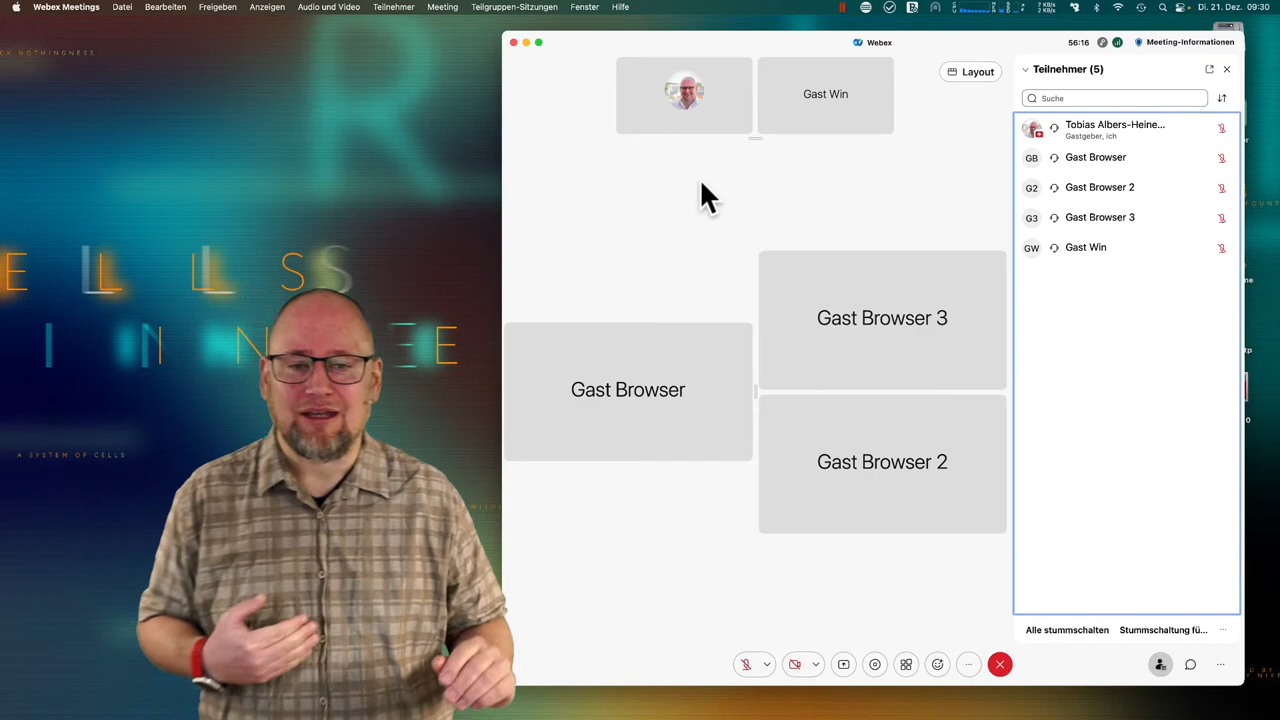 Webex Meetings Datei Bearbeiten Freigeben Anzeigen Audio und Video Teilnehmer Meeting Teilgruppen-Sitzungen Fenster Hilfe
Di. 21. Dez. 09:30
CK NOTHINGNESS
Webex
56:16
Meeting-Informationen
Layout
Gast Win
Teilnehmer (5)
Suche
Tobias Albers-Heine...
Gastgeber, ich
GB Gast Browser
G2 Gast Browser 2
G3 Gast Browser 3
GW Gast Win
Gast Browser 3
Gast Browser
Gast Browser 2
E L L S
I N N E
A SYSTEM OF CELLS
Alle stummschalten Stummschaltung fü...